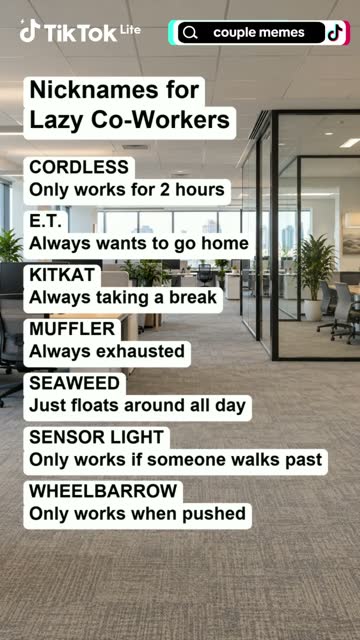 TikTok Lite
couple memes
Nicknames for
Lazy Co-Workers
CORDLESS
Only works for 2 hours
E.T.
Always wants to go home
KITKAT
Always taking a break
MUFFLER
Always exhausted
SEAWEED
Just floats around all day
SENSOR LIGHT
Only works if someone walks past
WHEELBARROW
Only works when pushed